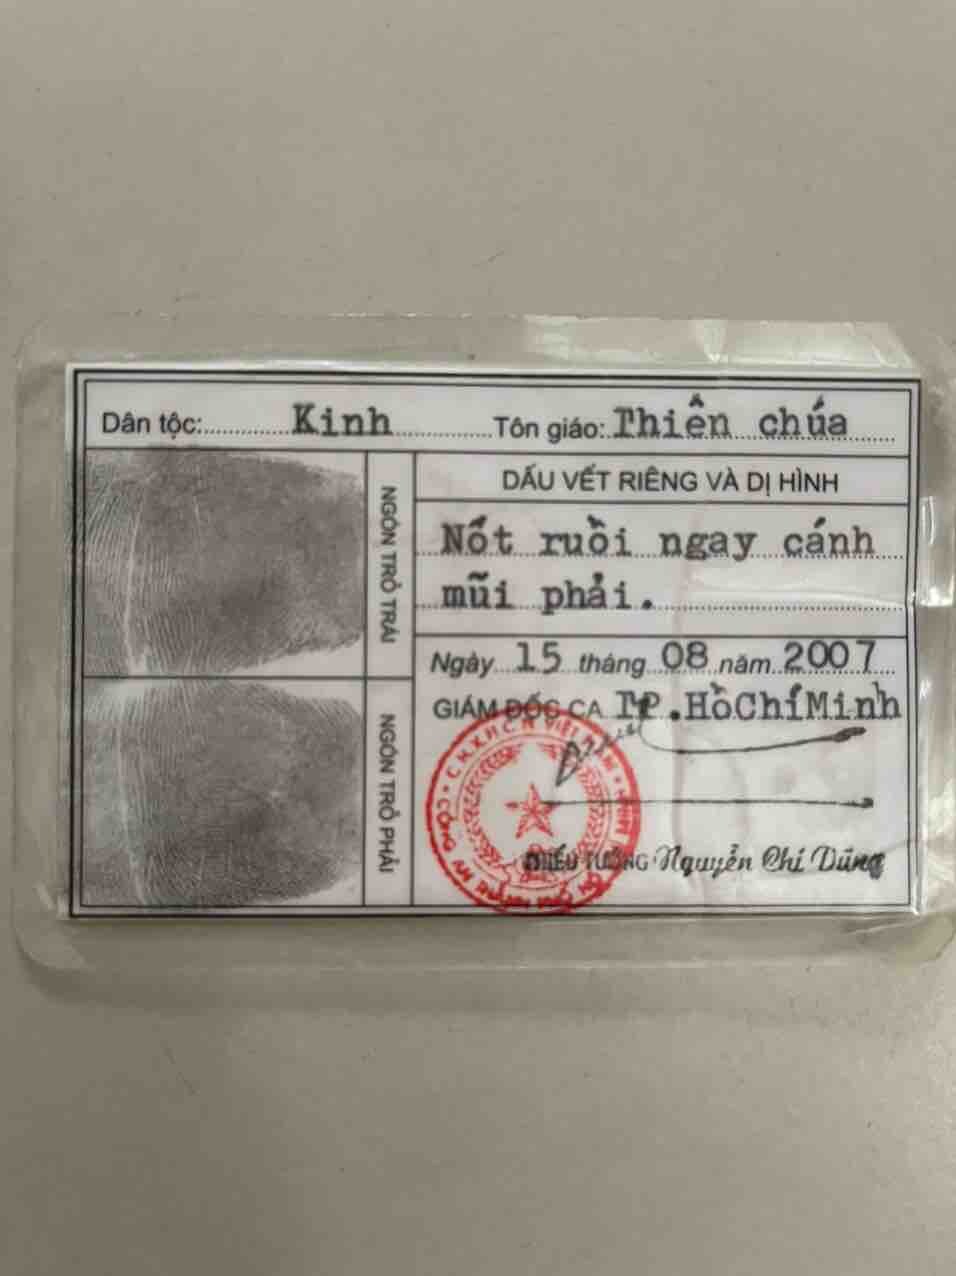 Dân tộc: Kinh Tôn giáo: Thiên chúa
NGÓN TRỎ TRÁI
NGÓN TRỎ PHẢI
DẤU VẾT RIÊNG VÀ DỊ HÌNH
Nốt ruồi ngay cánh
mũi phải.
Ngày 15 tháng 08 năm 2007
GIÁM ĐỐC CA TP.HồChíMinh
THIẾU TƯỚNG Nguyễn Chí Dũng